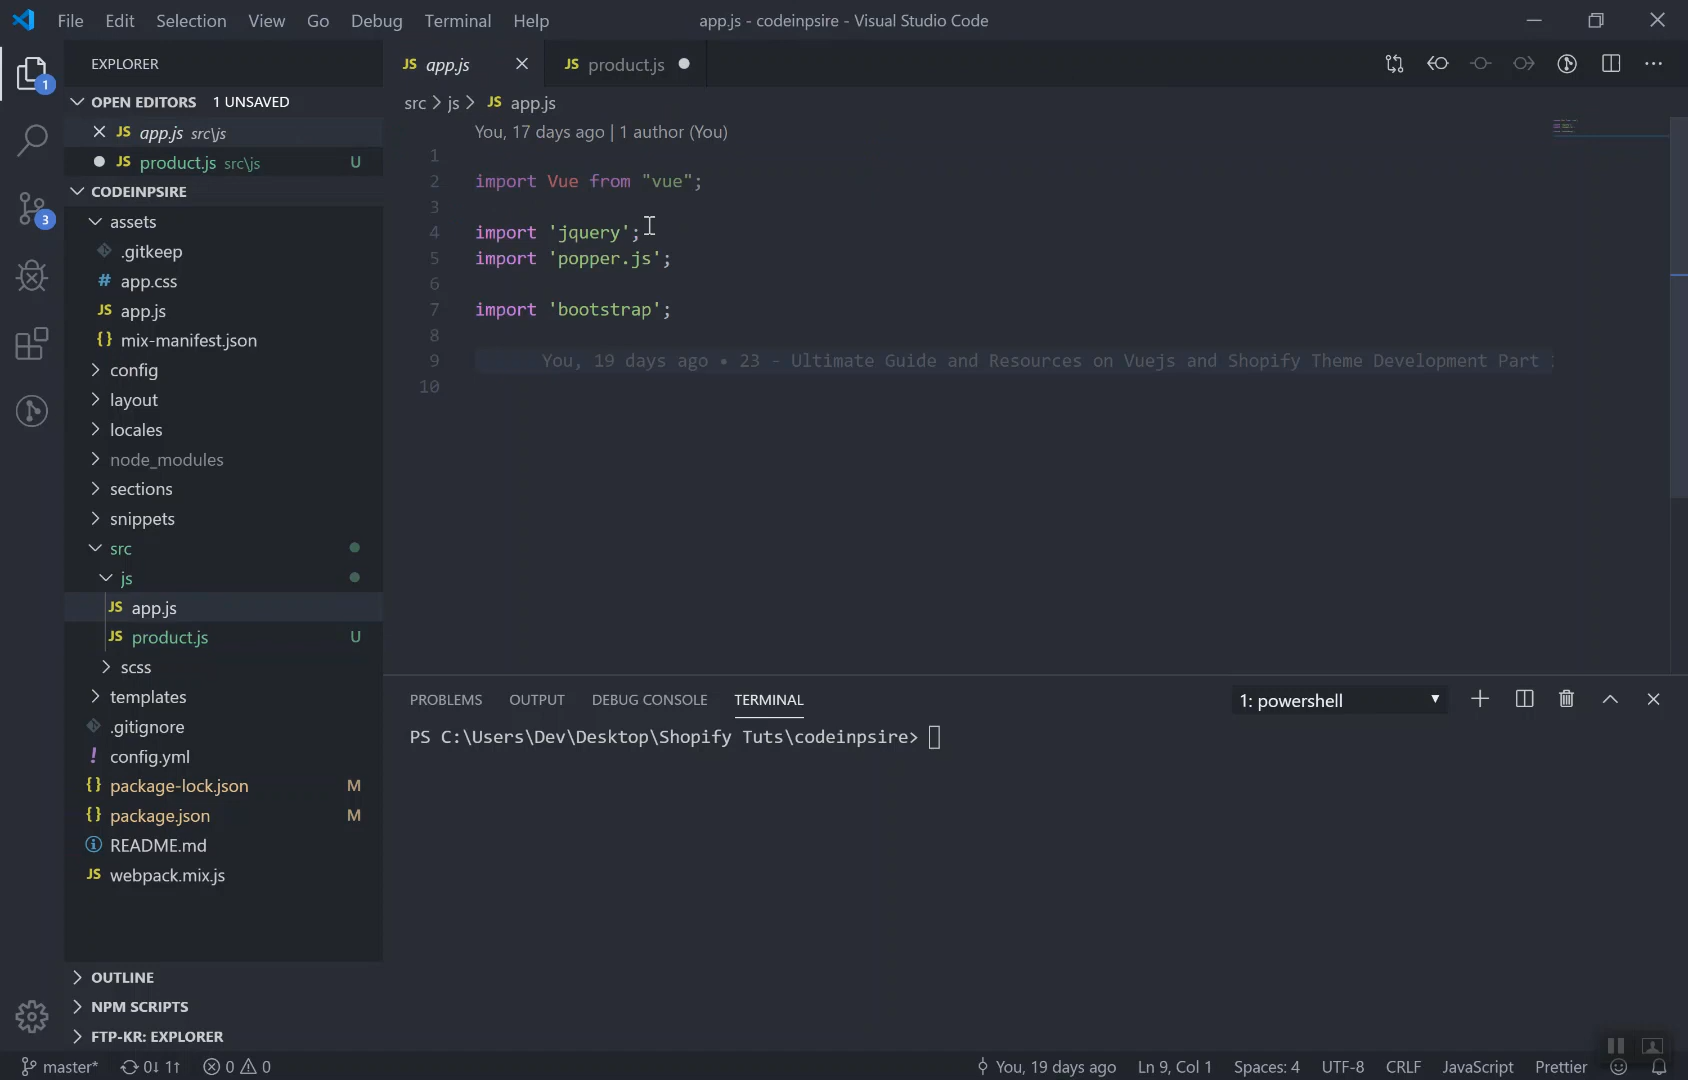 File Edit Selection View Go Debug Terminal Help
app.js - codeinpsire - Visual Studio Code
EXPLORER
1
OPEN EDITORS 1 UNSAVED
JS app.js src\js
JS product.js src\js U
CODEINPSIRE
3
assets
.gitkeep
# app.css
JS app.js
{} mix-manifest.json
config
layout
locales
node_modules
sections
snippets
src
js
JS app.js
JS product.js U
scss
templates
.gitignore
! config.yml
{} package-lock.json M
{} package.json M
README.md
JS webpack.mix.js
OUTLINE
NPM SCRIPTS
FTP-KR: EXPLORER
JS app.js
JS product.js
src > js > JS app.js
You, 17 days ago | 1 author (You)
1
2 import Vue from "vue";
3
4 import 'jquery';
5 import 'popper.js';
6
7 import 'bootstrap';
8
9 You, 19 days ago • 23 - Ultimate Guide and Resources on Vuejs and Shopify Theme Development Part
10
PROBLEMS OUTPUT DEBUG CONSOLE TERMINAL
1: powershell
PS C:\Users\Dev\Desktop\Shopify Tuts\codeinpsire>
master* 0↓ 1↑ 0 0
You, 19 days ago Ln 9, Col 1 Spaces: 4 UTF-8 CRLF JavaScript Prettier